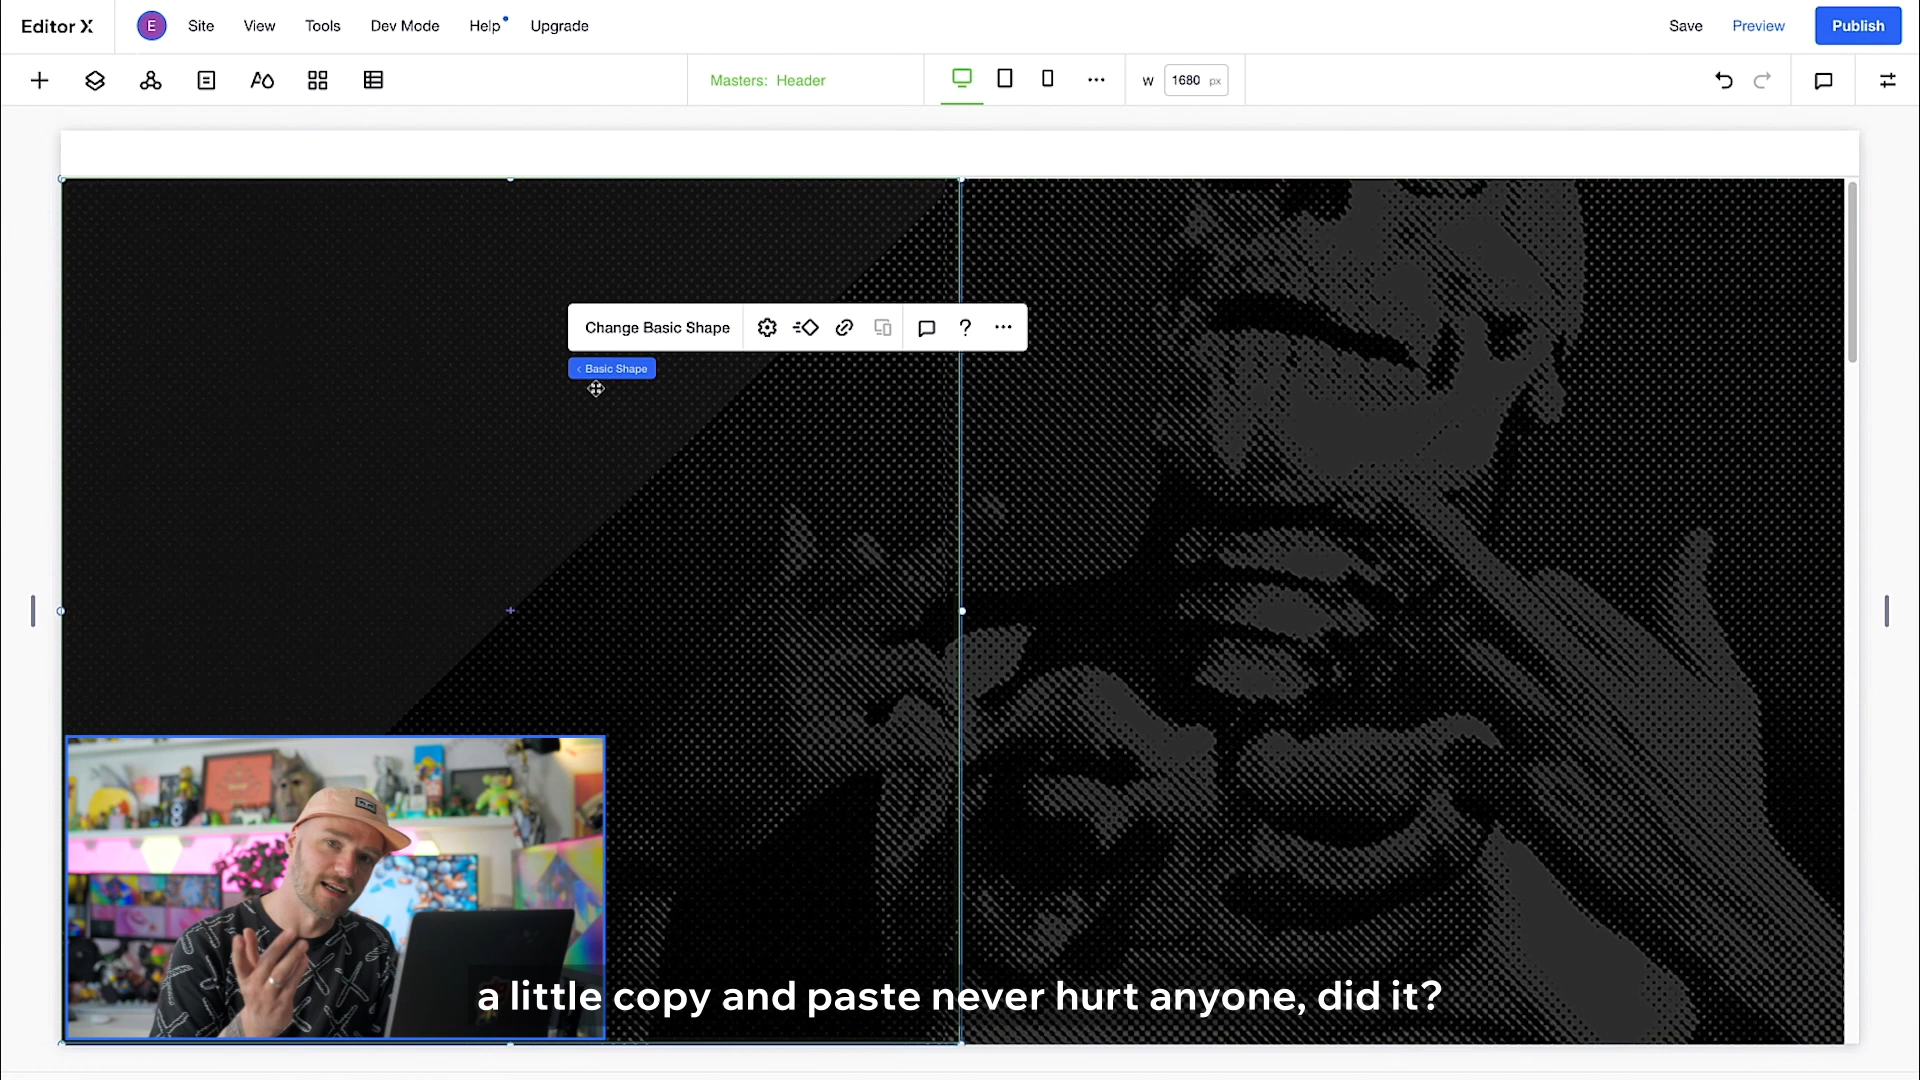 Editor X
E
Site
View
Tools
Dev Mode
Help
Upgrade
Save
Preview
Publish
Masters: Header
W
1680 px
Change Basic Shape
?
< Basic Shape
a little copy and paste never hurt anyone, did it?